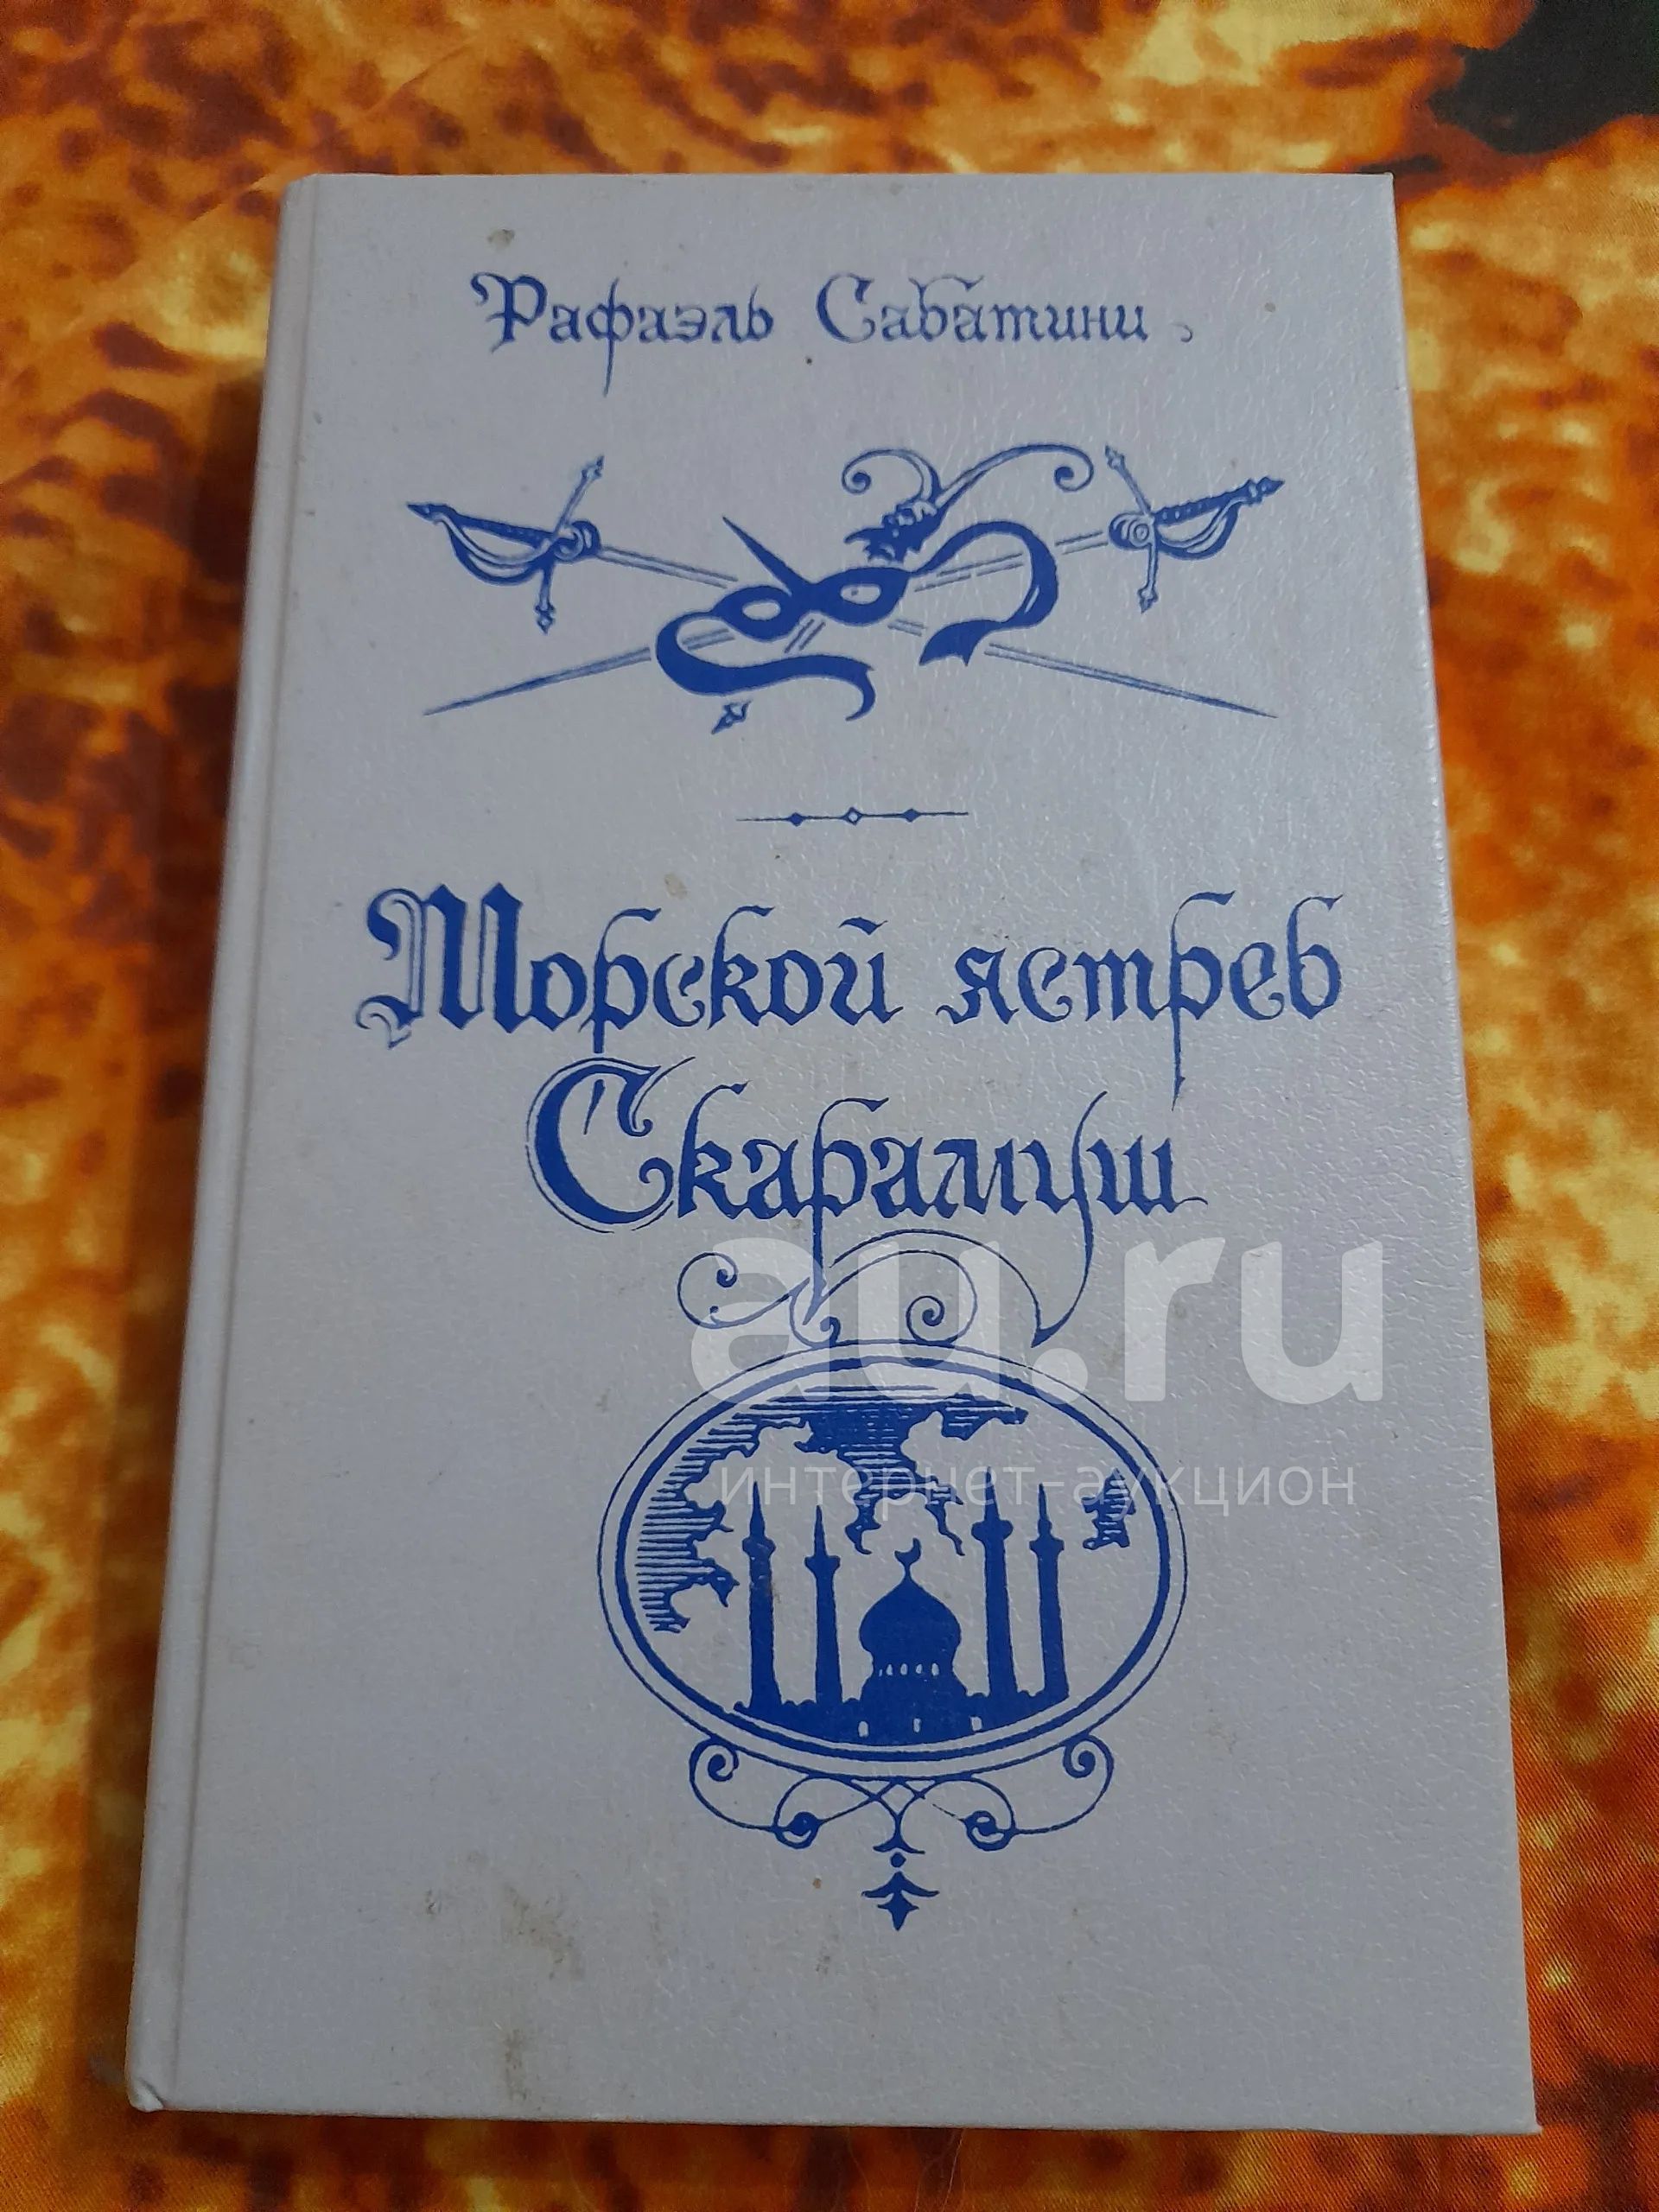 Рафаэль Сабатини
Морской ястреб
Скарамуш
au.ru
интернет-аукцион